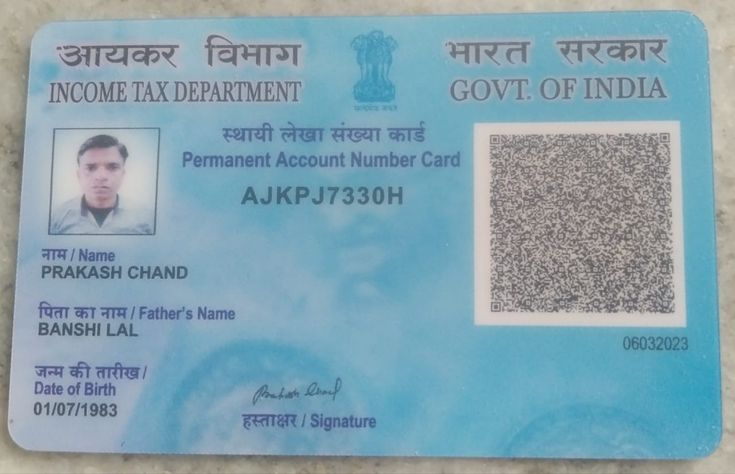 आयकर विभाग
INCOME TAX DEPARTMENT
भारत सरकार
GOVT. OF INDIA
सत्यमेव जयते
स्थायी लेखा संख्या कार्ड
Permanent Account Number Card
AJKPJ7330H
नाम / Name
PRAKASH CHAND
पिता का नाम / Father's Name
BANSHI LAL
06032023
जन्म की तारीख /
Date of Birth
01/07/1983
Prakash Chand
हस्ताक्षर / Signature